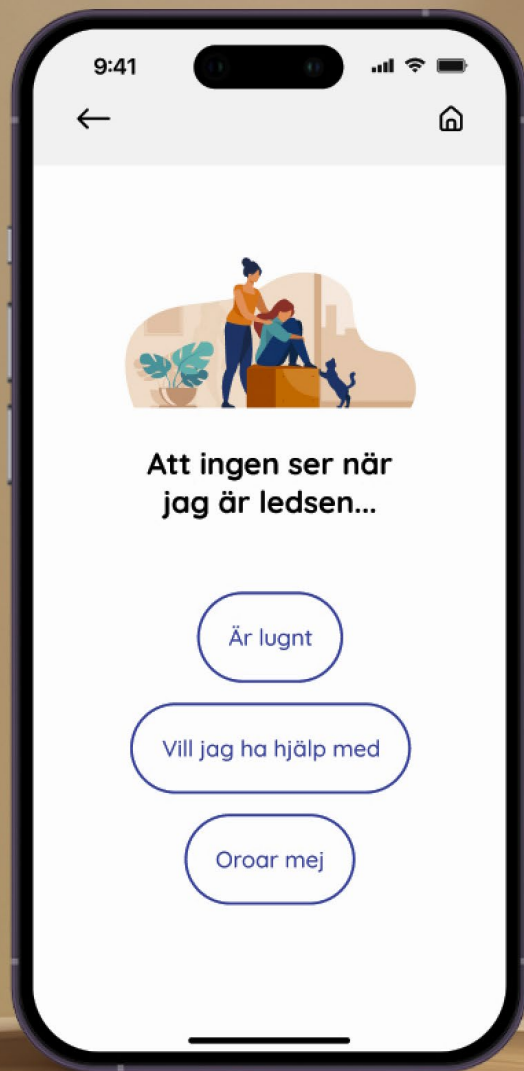 9:41
Att ingen ser när
jag är ledsen...
Är lugnt
Vill jag ha hjälp med
Oroar mej